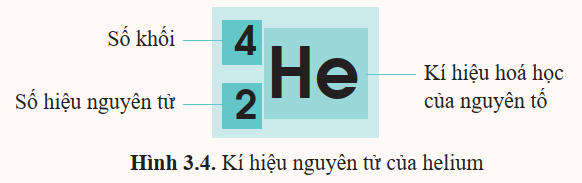 Số khối
4
He
Số hiệu nguyên tử
2
Kí hiệu hoá học
của nguyên tố
Hình 3.4. Kí hiệu nguyên tử của helium